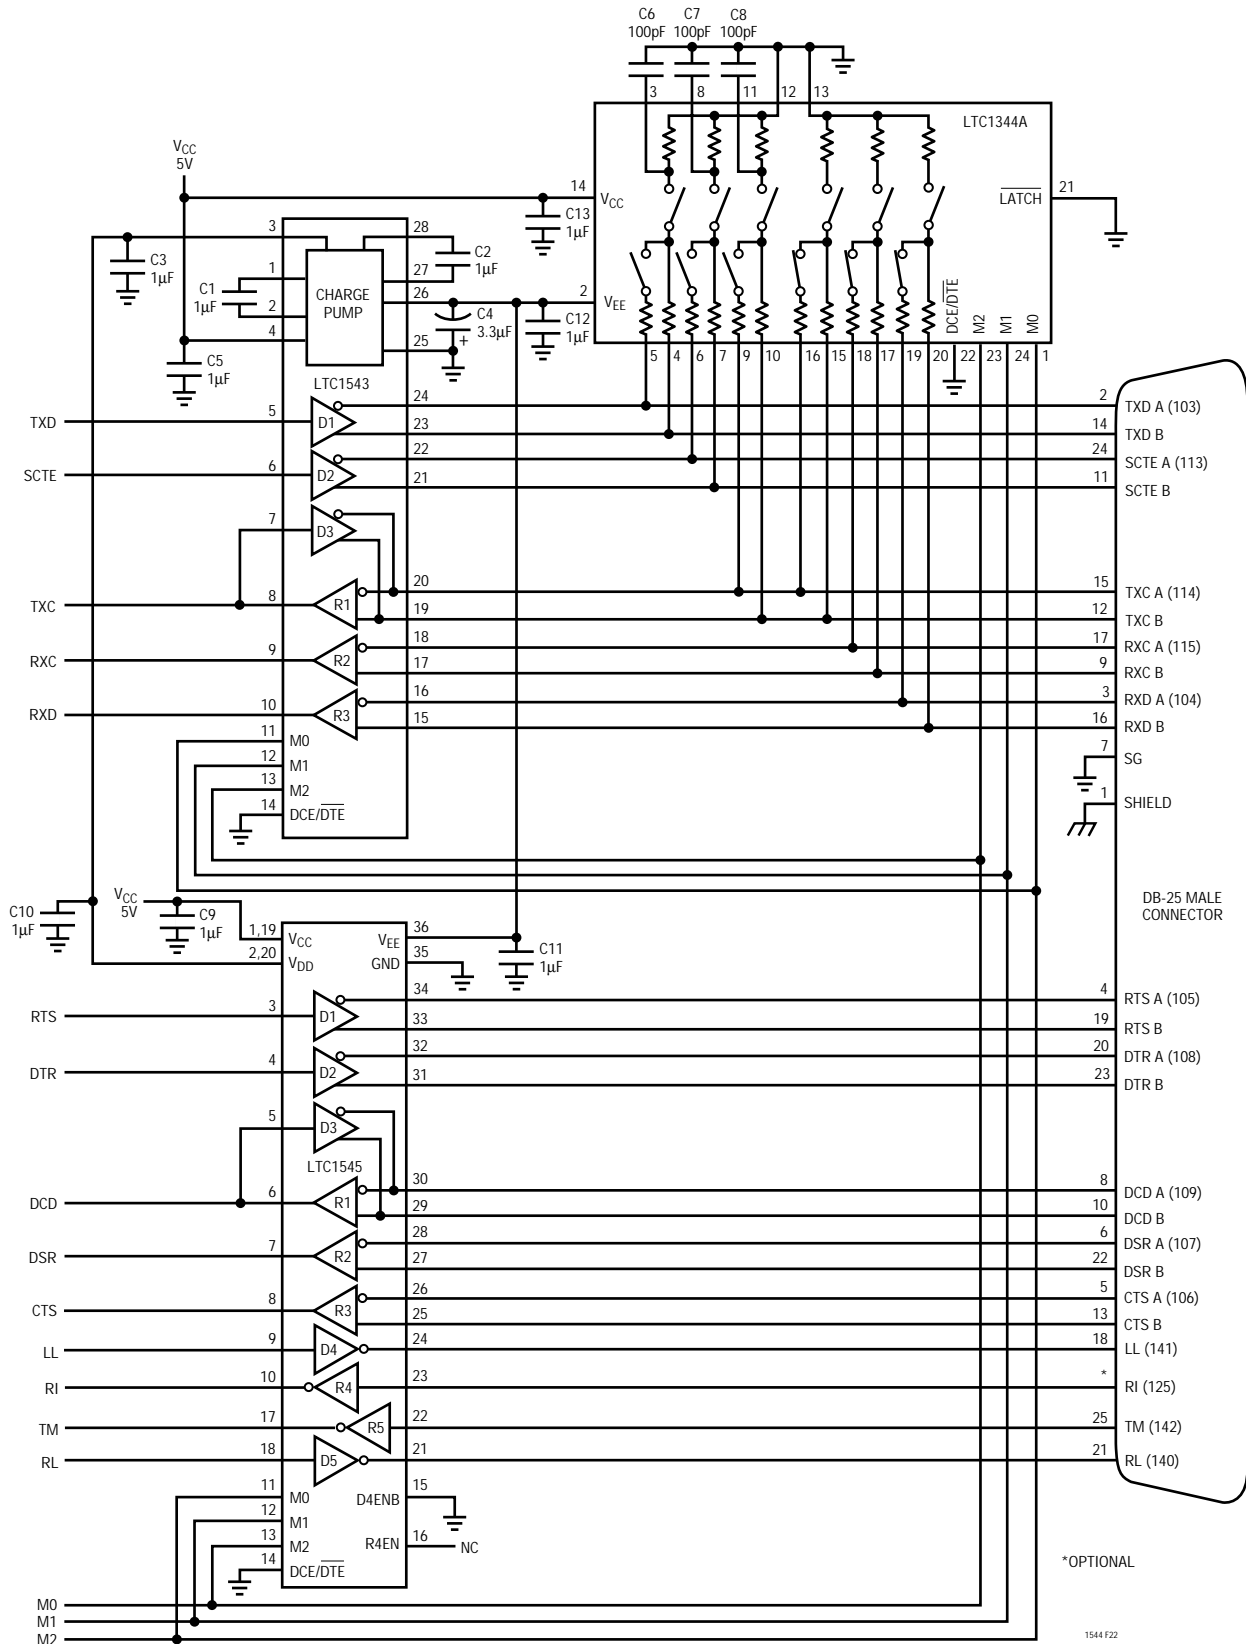 C6 C7 C8
100pF 100pF 100pF
3 8 11 12 13
LTC1344A
VCC
5V
14 VCC
LATCH 21
C13
1µF
3 28
C3
1µF
C2
1µF
1 27
C1
1µF
CHARGE
PUMP
2 26
2 VEE
C4
3.3µF
+
C12
1µF
DCE/DTE M2 M1 M0
4 25
C5
1µF
5 4 6 7 9 10 16 15 18 17 19 20 22 23 24 1
LTC1543
TXD 5 D1 24 2 TXD A (103)
23 14 TXD B
SCTE 6 D2 22 24 SCTE A (113)
21 11 SCTE B
7 D3
TXC 8 R1 20 15 TXC A (114)
19 12 TXC B
RXC 9 R2 18 17 RXC A (115)
17 9 RXC B
RXD 10 R3 16 3 RXD A (104)
15 16 RXD B
11 M0
12 M1
13 M2
14 DCE/DTE
7 SG
1 SHIELD
DB-25 MALE
CONNECTOR
C10
1µF
VCC
5V
C9
1µF
1,19 VCC VEE 36
2,20 VDD GND 35
C11
1µF
RTS 3 D1 34 4 RTS A (105)
33 19 RTS B
DTR 4 D2 32 20 DTR A (108)
31 23 DTR B
5 D3
LTC1545
DCD 6 R1 30 8 DCD A (109)
29 10 DCD B
DSR 7 R2 28 6 DSR A (107)
27 22 DSR B
CTS 8 R3 26 5 CTS A (106)
25 13 CTS B
LL 9 D4 24 18 LL (141)
RI 10 R4 23 * RI (125)
TM 17 R5 22 25 TM (142)
RL 18 D5 21 21 RL (140)
11 M0 D4ENB 15
12 M1
13 M2 R4EN 16 NC
14 DCE/DTE
*OPTIONAL
M0
M1
M2
1544 F22